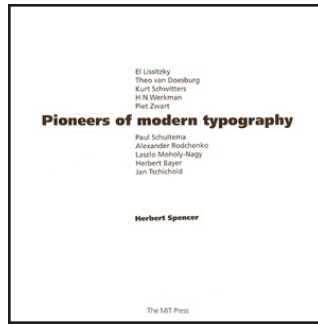 El Lissitzky
Theo van Doesburg
Kurt Schwitters
H.N.Werkman
Piet Zwart
Pioneers of modern typography
Paul Schuitema
Alexander Rodchenko
Laszlo Moholy-Nagy
Herbert Bayer
Jan Tschichold
Herbert Spencer
The MIT Press